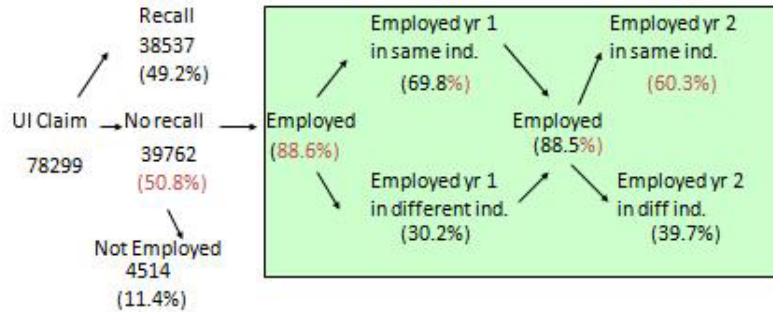 Recall
38537
(49.2%)
UI Claim
78299
No recall
39762
(50.8%)
Not Employed
4514
(11.4%)
Employed
(88.6%)
Employed yr 1
in same ind.
(69.8%)
Employed yr 1
in different ind.
(30.2%)
Employed
(88.5%)
Employed yr 2
in same ind.
(60.3%)
Employed yr 2
in diff ind.
(39.7%)